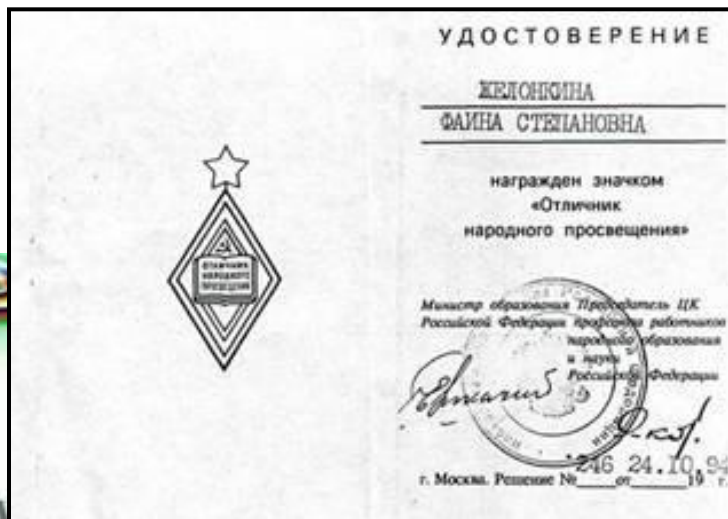 ОТЛИЧНИК
НАРОДНОГО
ПРОСВЕЩЕНИЯ
УДОСТОВЕРЕНИЕ
ЖЕЛОНКИНА
ФАИНА СТЕПАНОВНА
награжден значком
«Отличник
народного просвещения»
Министр образования Председатель ЦК
Российской Федерации профсоюза работников
народного образования
и науки
Российской Федерации
г. Москва. Решение № 246 от 24.10.94 19 г.